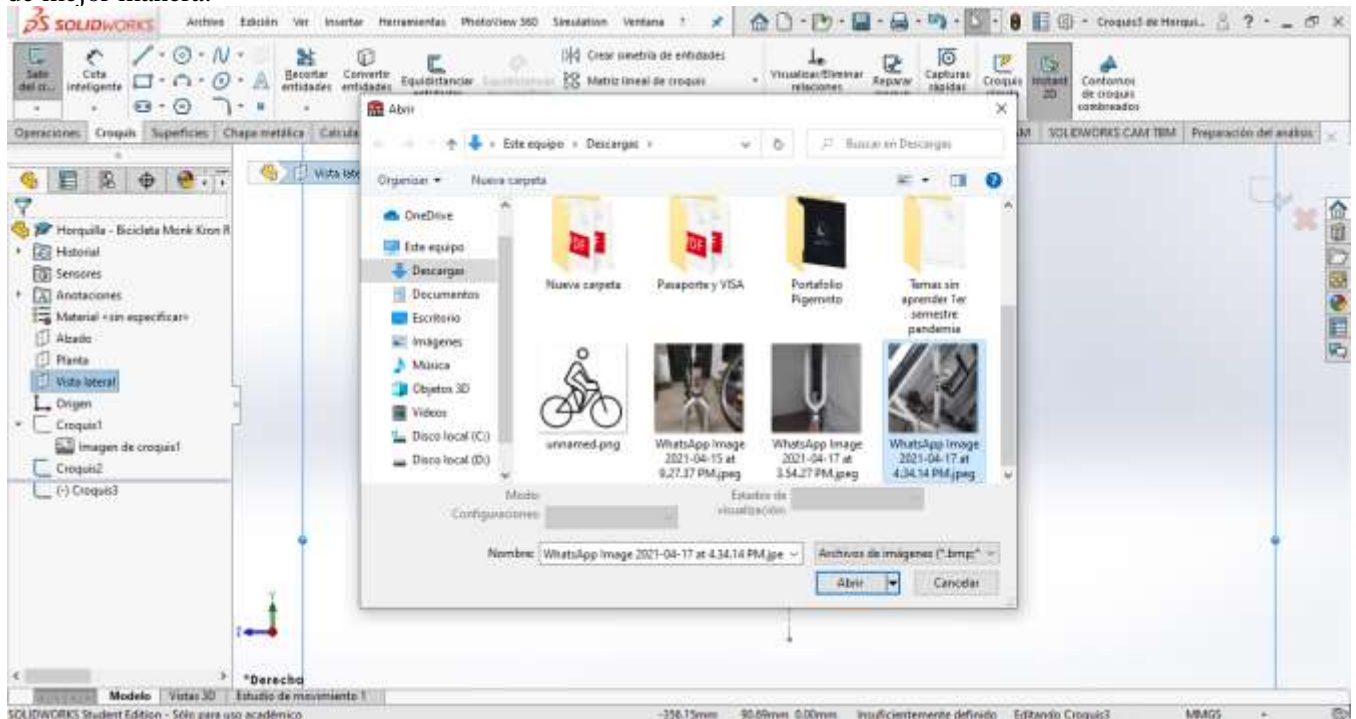 de mejor manera.
SOLIDWORKS Archivo Edición Ver Insertar Herramientas PhotoView 360 Simulation Ventana ?
Croquis3 de Horqui...
Cota inteligente
Recortar entidades
Convertir entidades
Equidistanciar
Crear simetría de entidades
Matriz lineal de croquis
Visualizar/Eliminar relaciones
Reparar
Capturas rápidas
Croquis
Instant 2D
Contornos de croquis sombreados
Operaciones Croquis Superficies Chapa metálica
SOLIDWORKS CAM TBM Preparación del análisis
Abrir
Este equipo > Descargas >
Buscar en Descargas
Organizar Nueva carpeta
Horquilla - Bicicleta Monk Kron R
Historial
Sensores
Anotaciones
Material <sin especificar>
Alzado
Planta
Vista lateral
Origen
Croquis1
Imagen de croquis1
Croquis2
(-) Croquis3
OneDrive
Este equipo
Descargas
Documentos
Escritorio
Imágenes
Música
Objetos 3D
Vídeos
Disco local (C:)
Disco local (D:)
Nueva carpeta
Pasaporte y VISA
Portafolio Pigemnto
Temas sin aprender 1er semestre pandemia
unnamed.png
WhatsApp Image 2021-04-15 at 9.27.37 PM.jpeg
WhatsApp Image 2021-04-17 at 3.54.27 PM.jpeg
WhatsApp Image 2021-04-17 at 4.34.14 PM.jpeg
Modo:
Configuraciones:
Estados de visualización:
Nombre: WhatsApp Image 2021-04-17 at 4.34.14 PM.jpe
Archivos de imágenes (*.bmp;*
Abrir Cancelar
*Derecha
Modelo Vistas 3D Estudio de movimiento 1
SOLIDWORKS Student Edition - Sólo para uso académico
-356.15mm 90.69mm 0.00mm Insuficientemente definido Editando Croquis3 MMGS